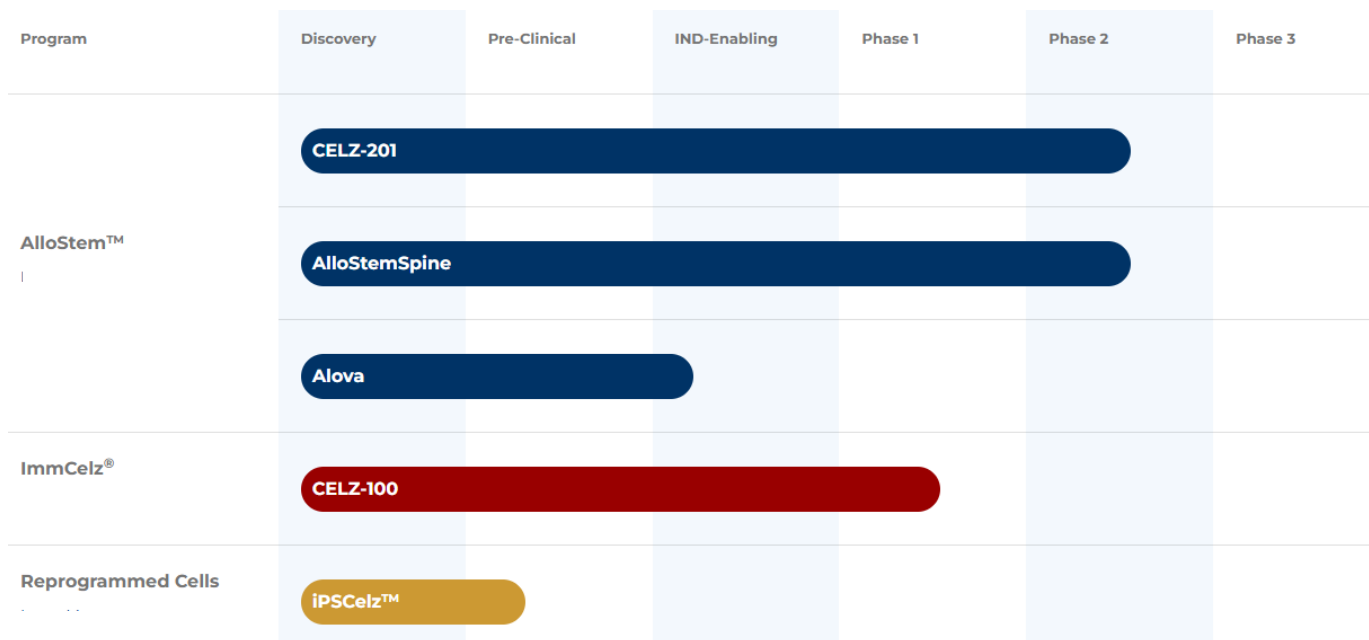 Program Discovery Pre-Clinical IND-Enabling Phase 1 Phase 2 Phase 3
CELZ-201
AlloStem™
AlloStemSpine
Alova
ImmCelz®
CELZ-100
Reprogrammed Cells
iPSCelz™